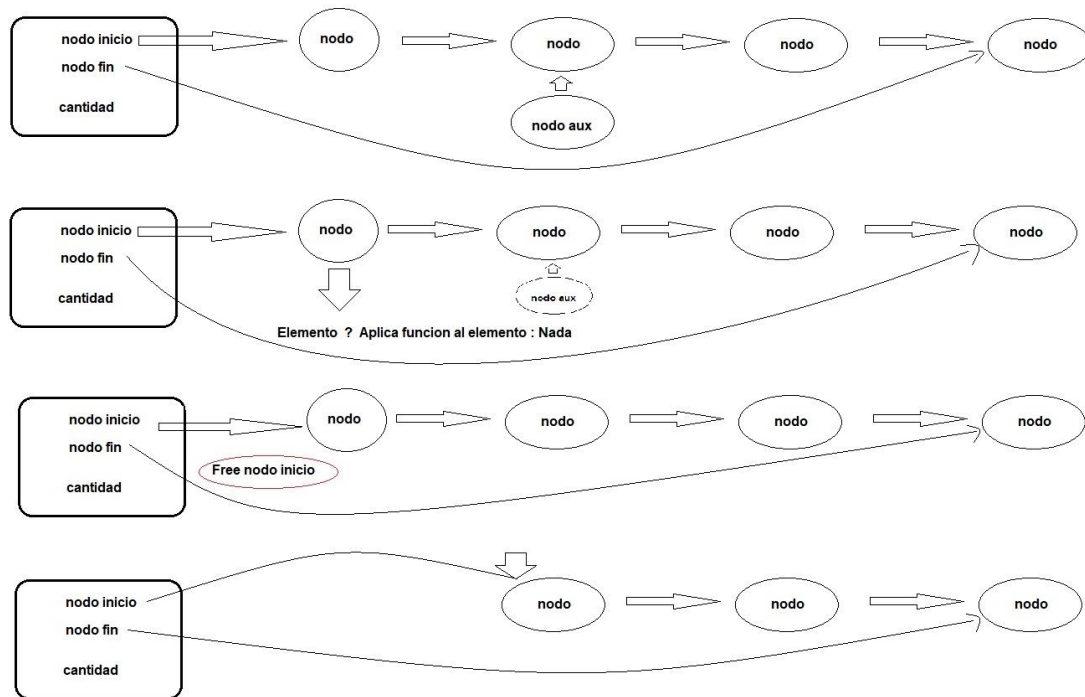 nodo inicio
nodo fin
cantidad
nodo
nodo
nodo
nodo
nodo aux
nodo inicio
nodo fin
cantidad
nodo
nodo
nodo
nodo
nodo aux
Elemento ? Aplica funcion al elemento : Nada
nodo inicio
nodo fin
cantidad
nodo
nodo
nodo
nodo
Free nodo inicio
nodo inicio
nodo fin
cantidad
nodo
nodo
nodo